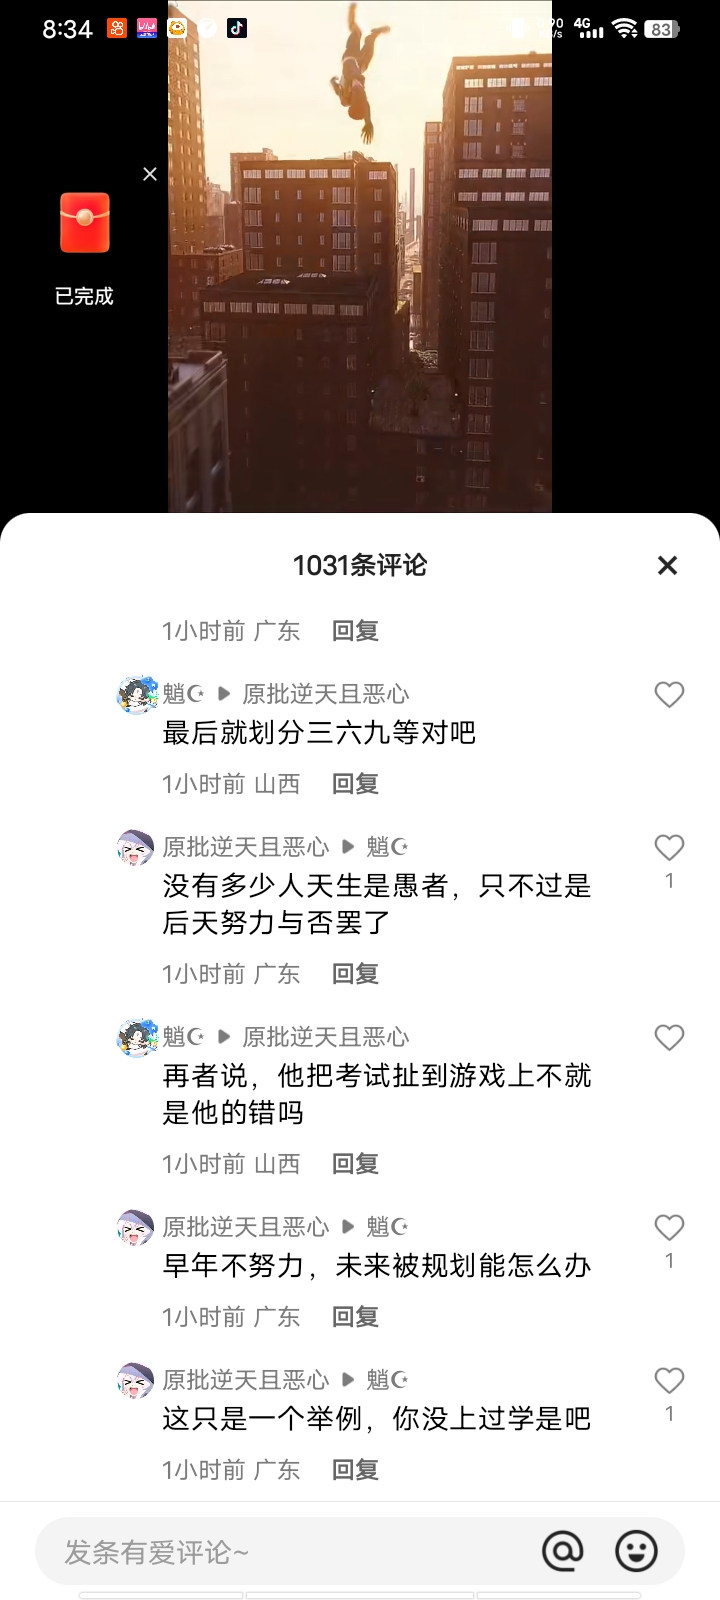 8:34
4G
83
已完成
1031条评论
1小时前 广东 回复
魈 ▶ 原批逆天且恶心
最后就划分三六九等对吧
1小时前 山西 回复
原批逆天且恶心 ▶ 魈
1
没有多少人天生是愚者，只不过是
后天努力与否罢了
1小时前 广东 回复
魈 ▶ 原批逆天且恶心
再者说，他把考试扯到游戏上不就
是他的错吗
1小时前 山西 回复
原批逆天且恶心 ▶ 魈
早年不努力，未来被规划能怎么办
1
1小时前 广东 回复
原批逆天且恶心 ▶ 魈
这只是一个举例，你没上过学是吧
1
1小时前 广东 回复
发条有爱评论~